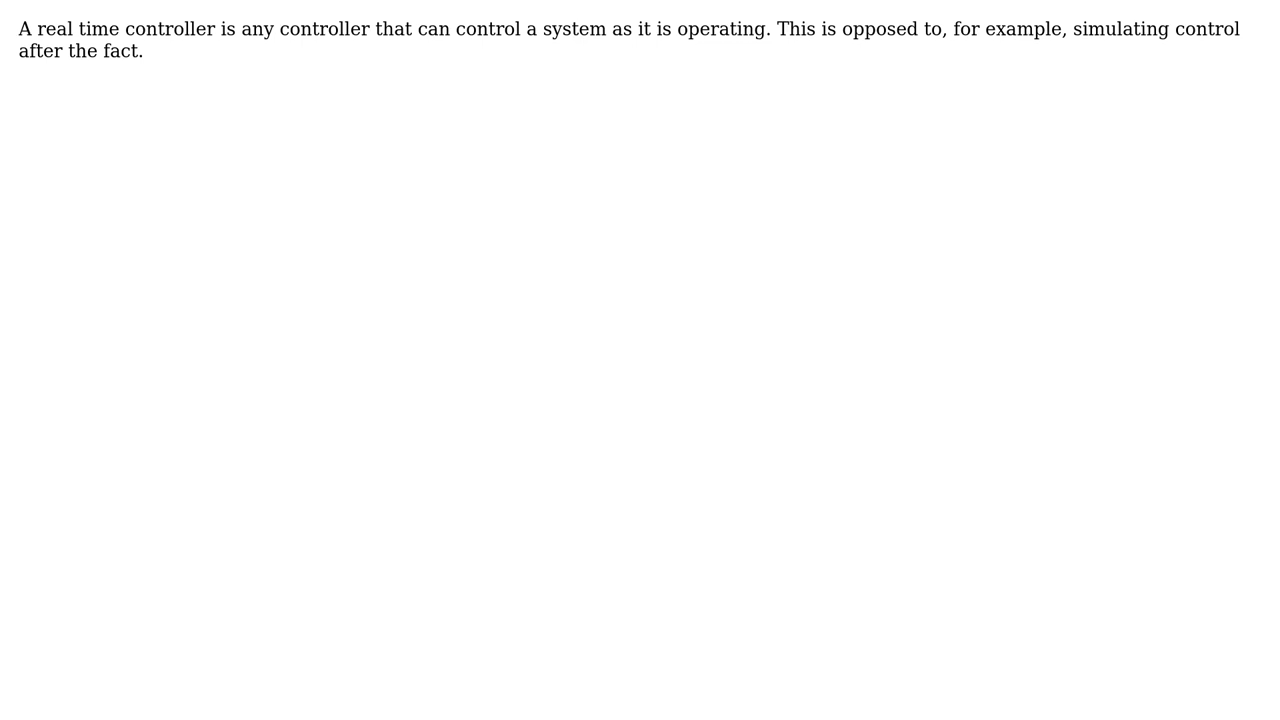 A real time controller is any controller that can control a system as it is operating. This is opposed to, for example, simulating control
after the fact.